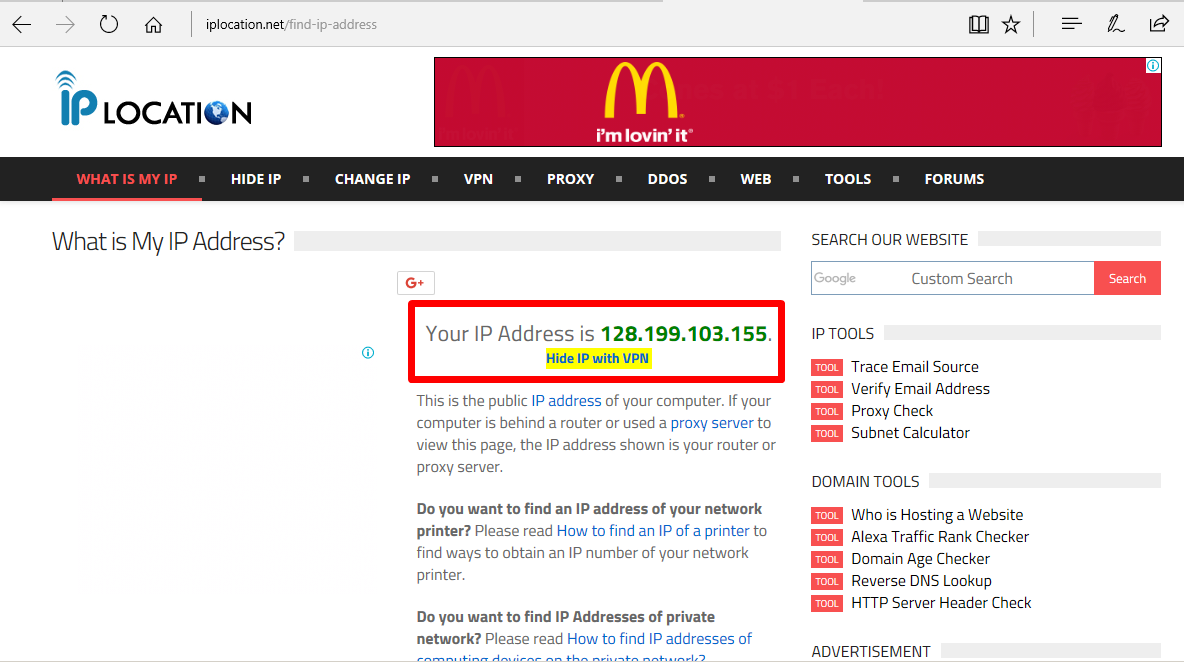 iplocation.net/find-ip-address
IP LOCATION
i'm lovin' it®
WHAT IS MY IP HIDE IP CHANGE IP VPN PROXY DDOS WEB TOOLS FORUMS
What is My IP Address?
G+
Your IP Address is 128.199.103.155.
Hide IP with VPN
This is the public IP address of your computer. If your
computer is behind a router or used a proxy server to
view this page, the IP address shown is your router or
proxy server.
Do you want to find an IP address of your network
printer? Please read How to find an IP of a printer to
find ways to obtain an IP number of your network
printer.
Do you want to find IP Addresses of private
network? Please read How to find IP addresses of
computing devices on the private network?
SEARCH OUR WEBSITE
Google Custom Search Search
IP TOOLS
TOOL Trace Email Source
TOOL Verify Email Address
TOOL Proxy Check
TOOL Subnet Calculator
DOMAIN TOOLS
TOOL Who is Hosting a Website
TOOL Alexa Traffic Rank Checker
TOOL Domain Age Checker
TOOL Reverse DNS Lookup
TOOL HTTP Server Header Check
ADVERTISEMENT